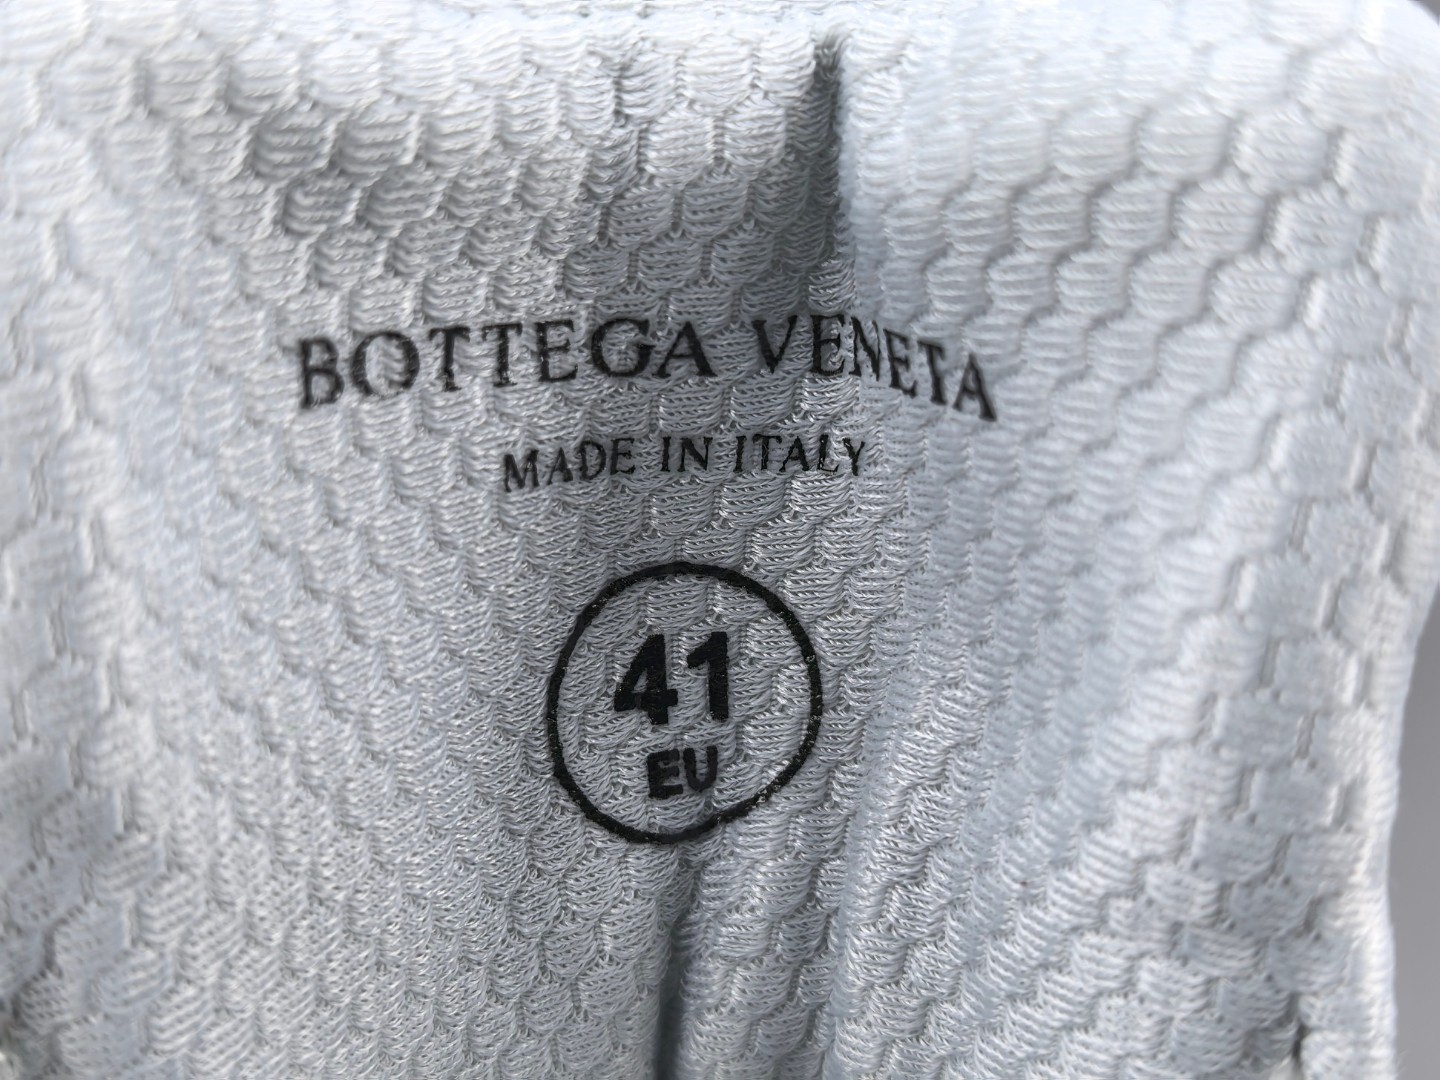 BOTTEGA VENETA
MADE IN ITALY
41
EU